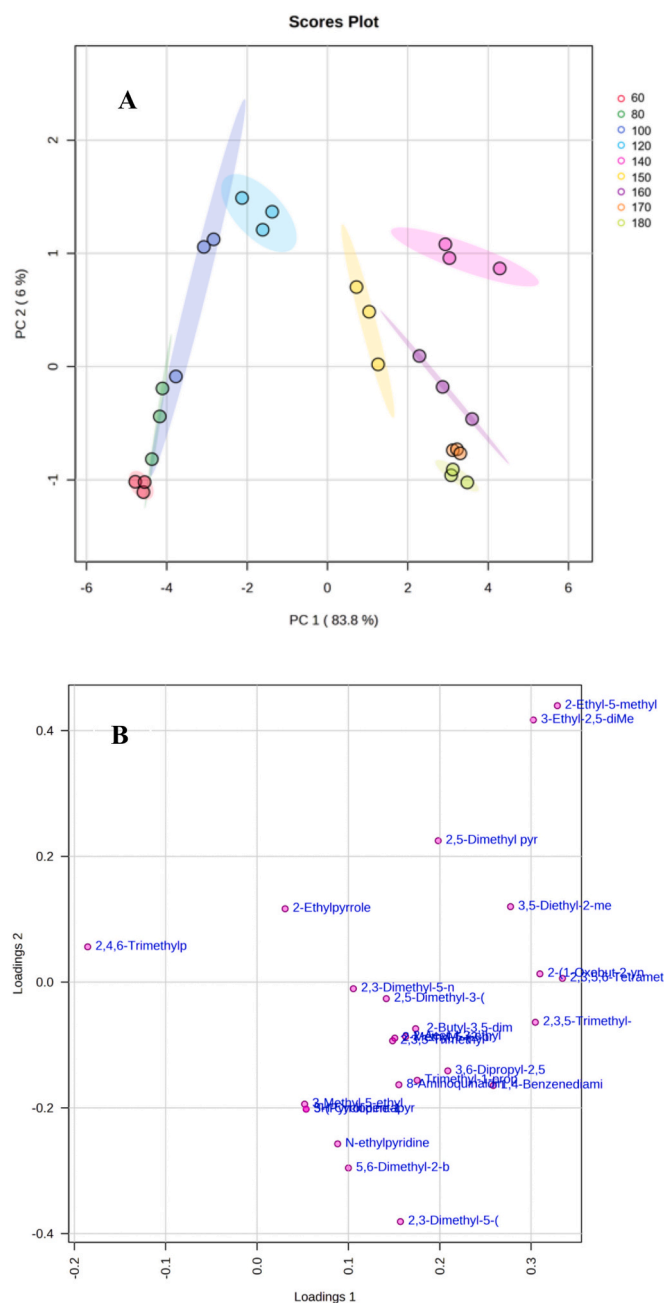 Scores Plot
A
60
80
100
120
140
150
160
170
180
PC 2 ( 6 %)
2
1
0
-1
-6
-4
-2
0
2
4
6
PC 1 ( 83.8 %)
B
2-Ethyl-5-methyl
3-Ethyl-2,5-diMe
2,5-Dimethyl pyr
3,5-Diethyl-2-me
2-Ethylpyrrole
2,4,6-Trimethylp
2-(1-Oxobut-2-yn
2,3,5,6-Tetramet
2,3-Dimethyl-5-n
2,5-Dimethyl-3-(
2,3,5-Trimethyl-
2-Butyl-3,5-dim
3,6-Dipropyl-2,5
Trimethyl-1-prop
8-Aminoquinaldin
1,4-Benzenediami
3-Methyl-5-ethyl
N-ethylpyridine
5,6-Dimethyl-2-b
2,3-Dimethyl-5-(
Loadings 2
0.4
0.2
0.0
-0.2
-0.4
-0.2
-0.1
0.0
0.1
0.2
0.3
Loadings 1